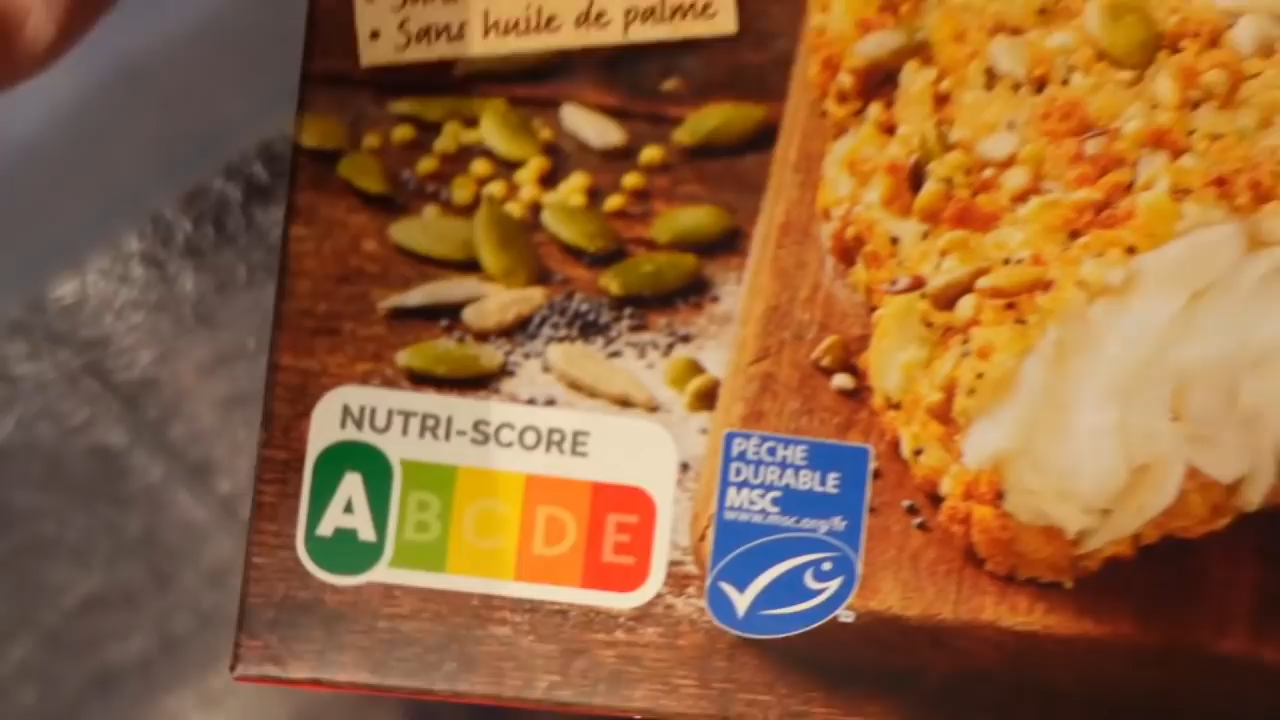 • Sans huile de palme
NUTRI-SCORE
A B C D E
PÊCHE
DURABLE
MSC
www.msc.org/fr